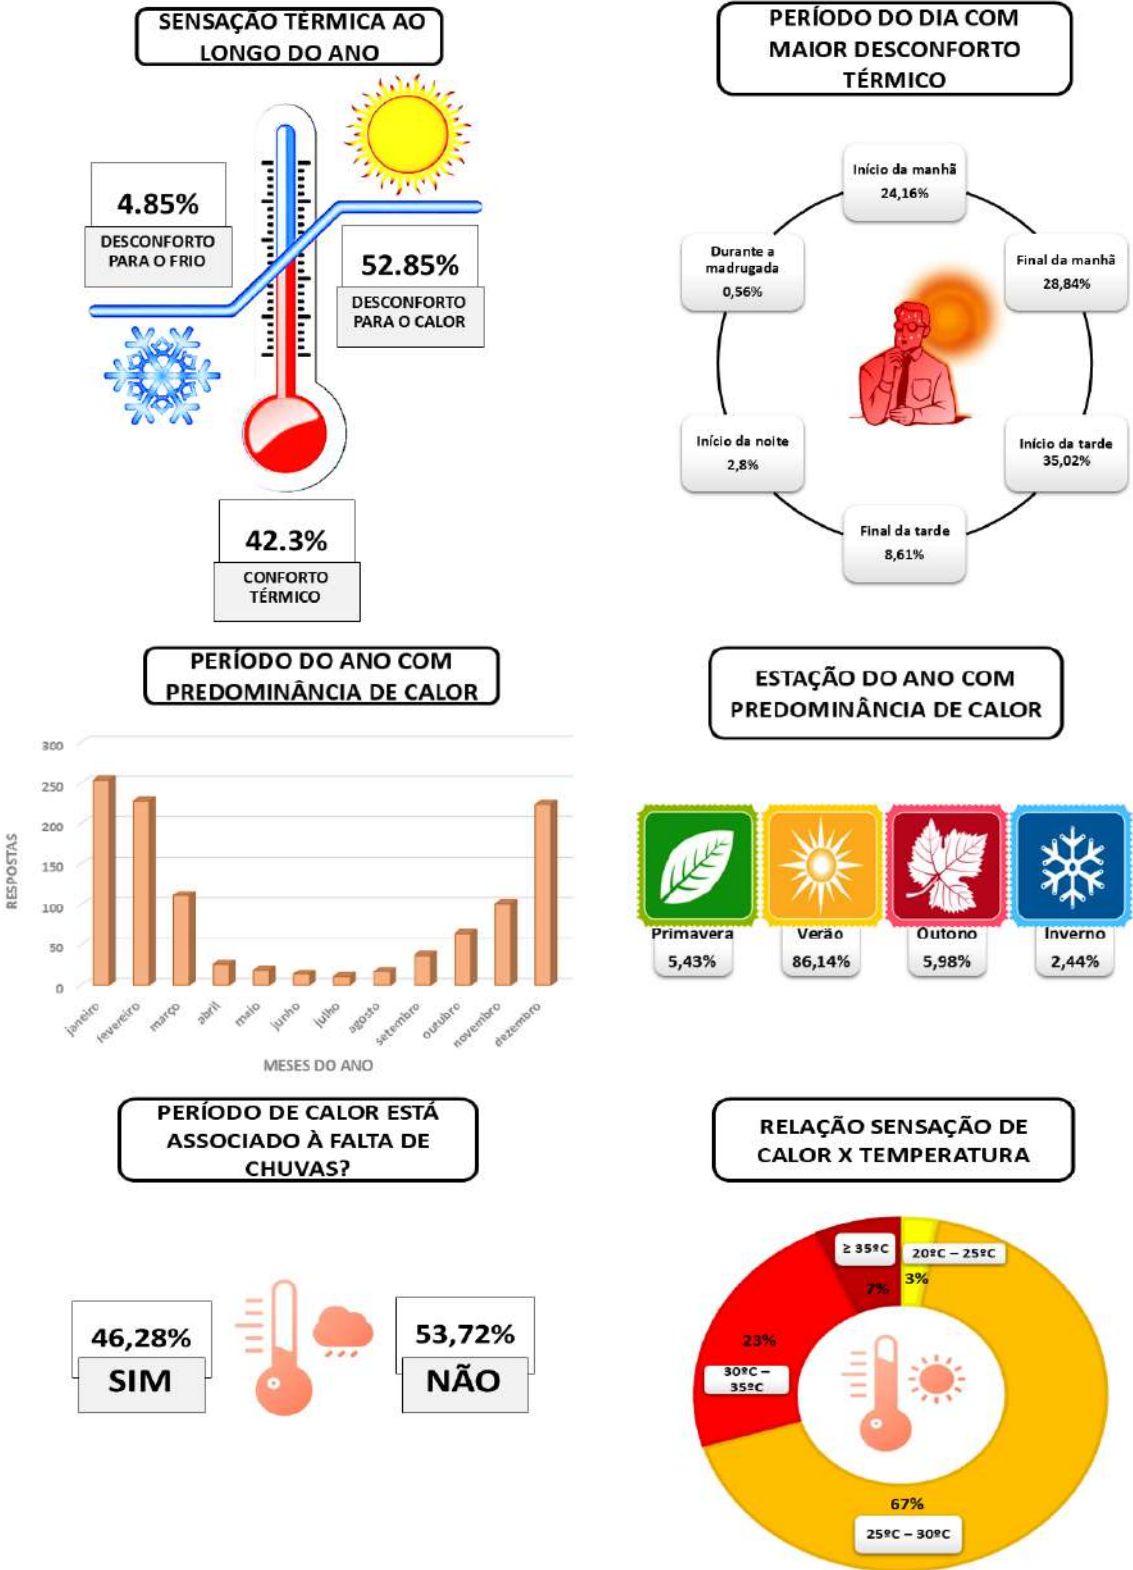 SENSAÇÃO TÉRMICA AO
LONGO DO ANO
4.85%
DESCONFORTO
PARA O FRIO
52.85%
DESCONFORTO
PARA O CALOR
42.3%
CONFORTO
TÉRMICO
PERÍODO DO DIA COM
MAIOR DESCONFORTO
TÉRMICO
Início da manhã
24,16%
Final da manhã
28,84%
Início da tarde
35,02%
Final da tarde
8,61%
Início da noite
2,8%
Durante a
madrugada
0,56%
PERÍODO DO ANO COM
PREDOMINÂNCIA DE CALOR
RESPOSTAS
300
250
200
150
100
50
0
janeiro
fevereiro
março
abril
maio
junho
julho
agosto
setembro
outubro
novembro
dezembro
MESES DO ANO
ESTAÇÃO DO ANO COM
PREDOMINÂNCIA DE CALOR
Primavera
5,43%
Verão
86,14%
Outono
5,98%
Inverno
2,44%
PERÍODO DE CALOR ESTÁ
ASSOCIADO À FALTA DE
CHUVAS?
46,28%
SIM
53,72%
NÃO
RELAÇÃO SENSAÇÃO DE
CALOR X TEMPERATURA
≥ 35ºC
7%
20ºC – 25ºC
3%
23%
30ºC –
35ºC
67%
25ºC – 30ºC